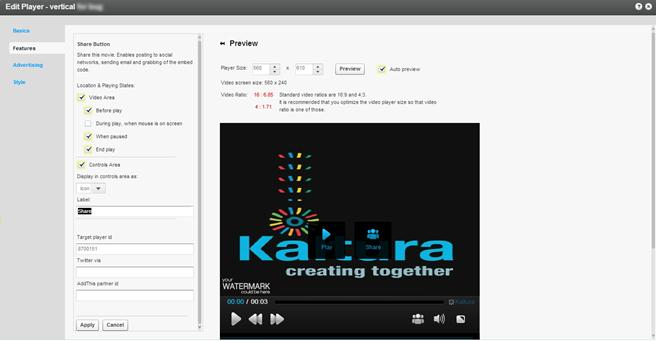 Edit Player - vertical
Basics
Features
Advertising
Style
Share Button
Share this movie. Enables posting to social
networks, sending email and grabbing of the embed
code.
Location & Playing States:
Video Area
Before play
During play, when mouse is on screen
When paused
End play
Controls Area
Display in controls area as:
Icon
Label:
Share
Target player id
8700151
Twitter via
AddThis partner id
Apply
Cancel
Preview
Player Size: 560 x 610 Preview Auto preview
Video screen size: 560 x 240
Video Ratio: 16 : 6.85 Standard video ratios are 16:9 and 4:3.
It is recommended that you optimize the video player size so that video
4 : 1.71 ratio is one of those.
Play
Share
Kaltura
creating together
your
WATERMARK
could be here
00:00 / 00:03
Kaltura